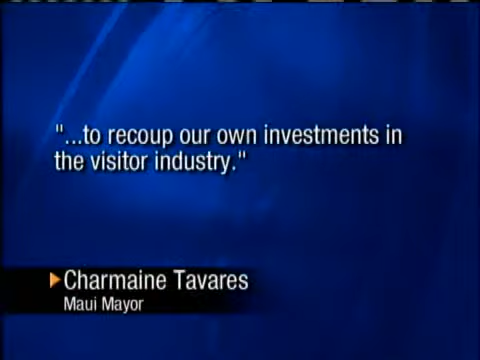 "...to recoup our own investments in
the visitor industry."
Charmaine Tavares
Maui Mayor